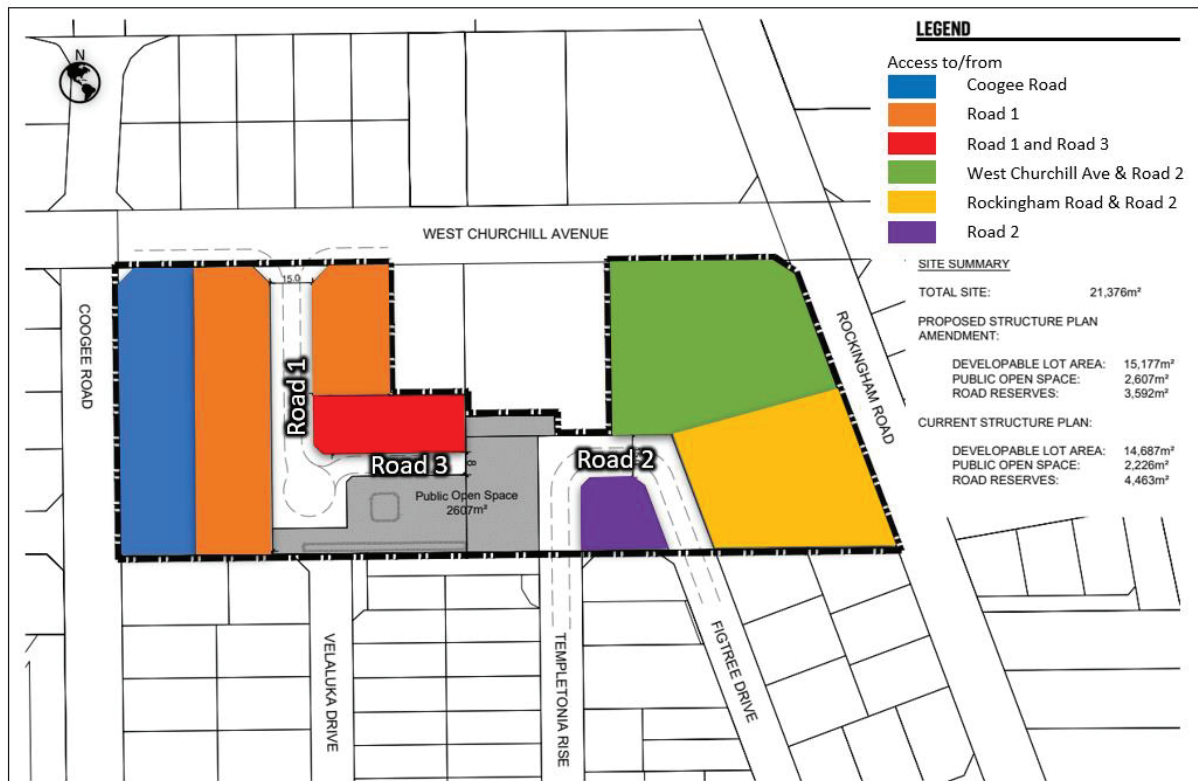 LEGEND
Access to/from
Coogee Road
Road 1
Road 1 and Road 3
West Churchill Ave & Road 2
Rockingham Road & Road 2
Road 2
SITE SUMMARY
TOTAL SITE: 21,376m²
PROPOSED STRUCTURE PLAN
AMENDMENT:
DEVELOPABLE LOT AREA: 15,177m²
PUBLIC OPEN SPACE: 2,607m²
ROAD RESERVES: 3,592m²
CURRENT STRUCTURE PLAN:
DEVELOPABLE LOT AREA: 14,687m²
PUBLIC OPEN SPACE: 2,226m²
ROAD RESERVES: 4,463m²
N
WEST CHURCHILL AVENUE
15.0
COOGEE ROAD
Road 1
ROCKINGHAM ROAD
Road 3
8
Road 2
Public Open Space
2607m²
VELALUKA DRIVE
TEMPLETONIA RISE
FIGTREE DRIVE